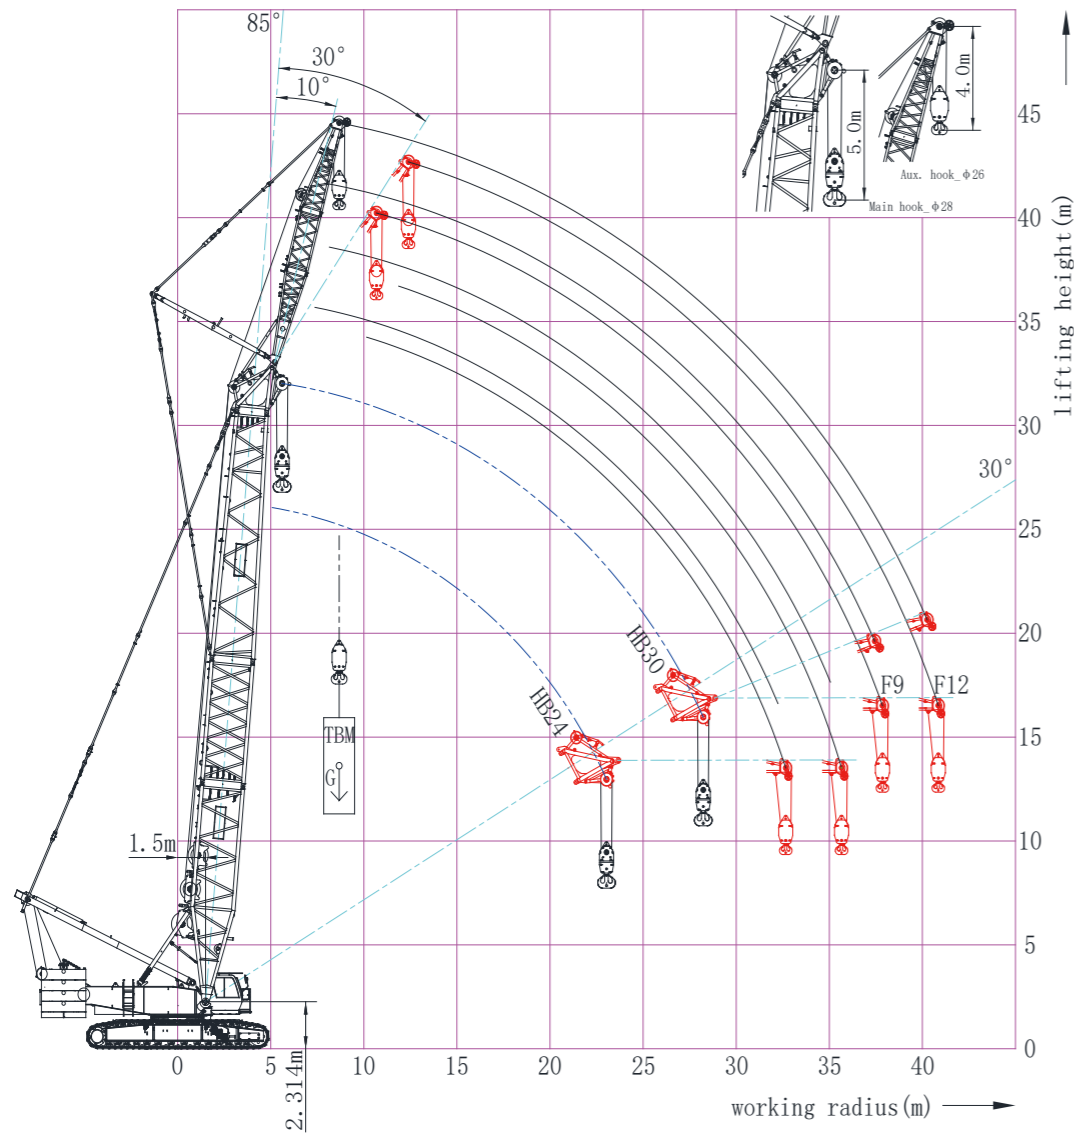 85°
30°
10°
4.0m
5.0m
Aux. hook_ϕ26
Main hook_ϕ28
45
40
35
lifting height(m)
30
30°
25
20
HB30
HB24
F9
F12
15
TBM
G
10
1.5m
5
0
0
5
10
15
20
25
30
35
40
2.314m
working radius(m)